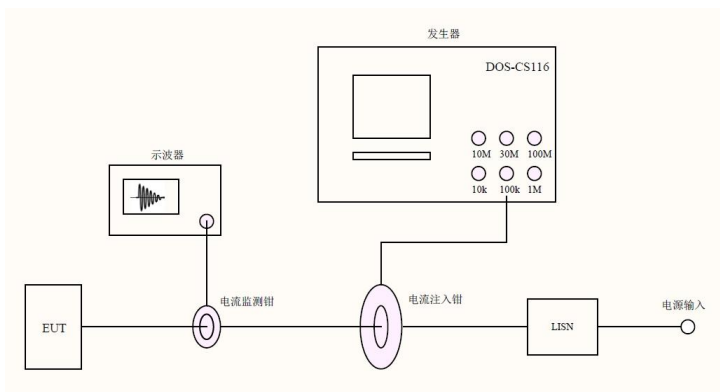 发生器
DOS-CS116
10M 30M 100M
10k 100k 1M
示波器
电流监测钳
电流注入钳
电源输入
EUT
LISN